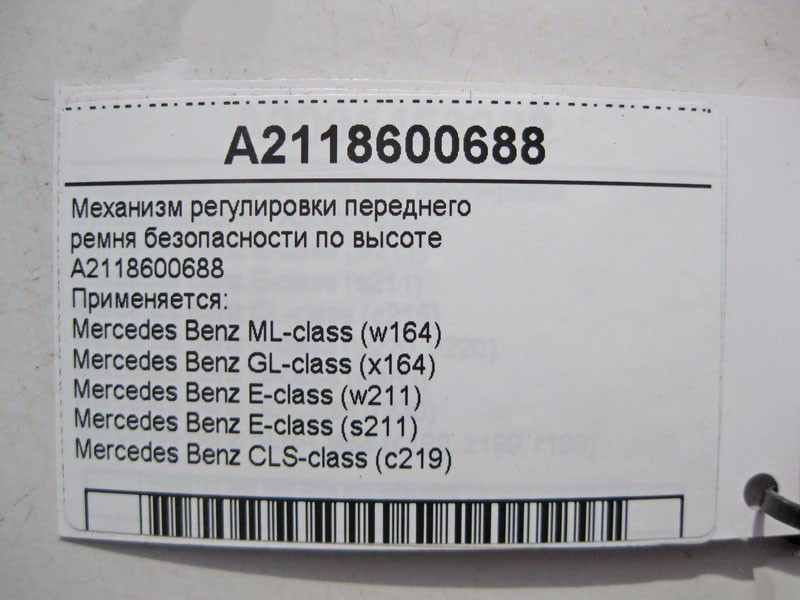 A2118600688
Механизм регулировки переднего
ремня безопасности по высоте
A2118600688
Применяется:
Mercedes Benz ML-class (w164)
Mercedes Benz GL-class (x164)
Mercedes Benz E-class (w211)
Mercedes Benz E-class (s211)
Mercedes Benz CLS-class (c219)